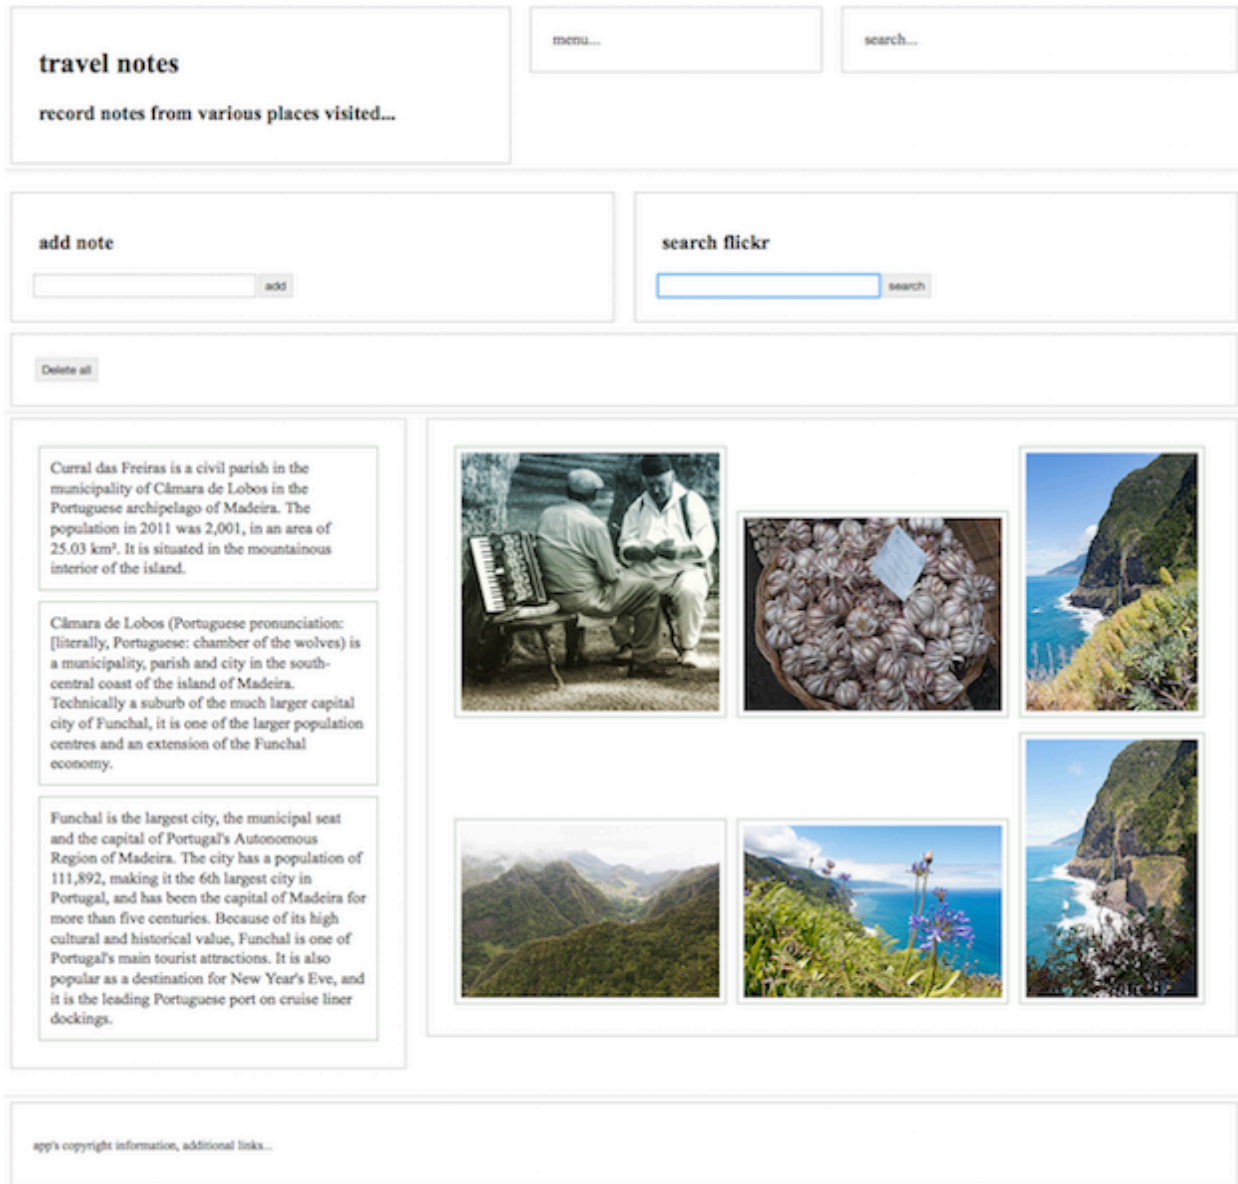 travel notes
record notes from various places visited...
menu...
search...
add note
add
search flickr
search
Delete all
Curral das Freiras is a civil parish in the
municipality of Câmara de Lobos in the
Portuguese archipelago of Madeira. The
population in 2011 was 2,001, in an area of
25.03 km². It is situated in the mountainous
interior of the island.
Câmara de Lobos (Portuguese pronunciation:
[literally, Portuguese: chamber of the wolves) is
a municipality, parish and city in the south-
central coast of the island of Madeira.
Technically a suburb of the much larger capital
city of Funchal, it is one of the larger population
centres and an extension of the Funchal
economy.
Funchal is the largest city, the municipal seat
and the capital of Portugal's Autonomous
Region of Madeira. The city has a population of
111,892, making it the 6th largest city in
Portugal, and has been the capital of Madeira for
more than five centuries. Because of its high
cultural and historical value, Funchal is one of
Portugal's main tourist attractions. It is also
popular as a destination for New Year's Eve, and
it is the leading Portuguese port on cruise liner
dockings.
app's copyright information, additional links...